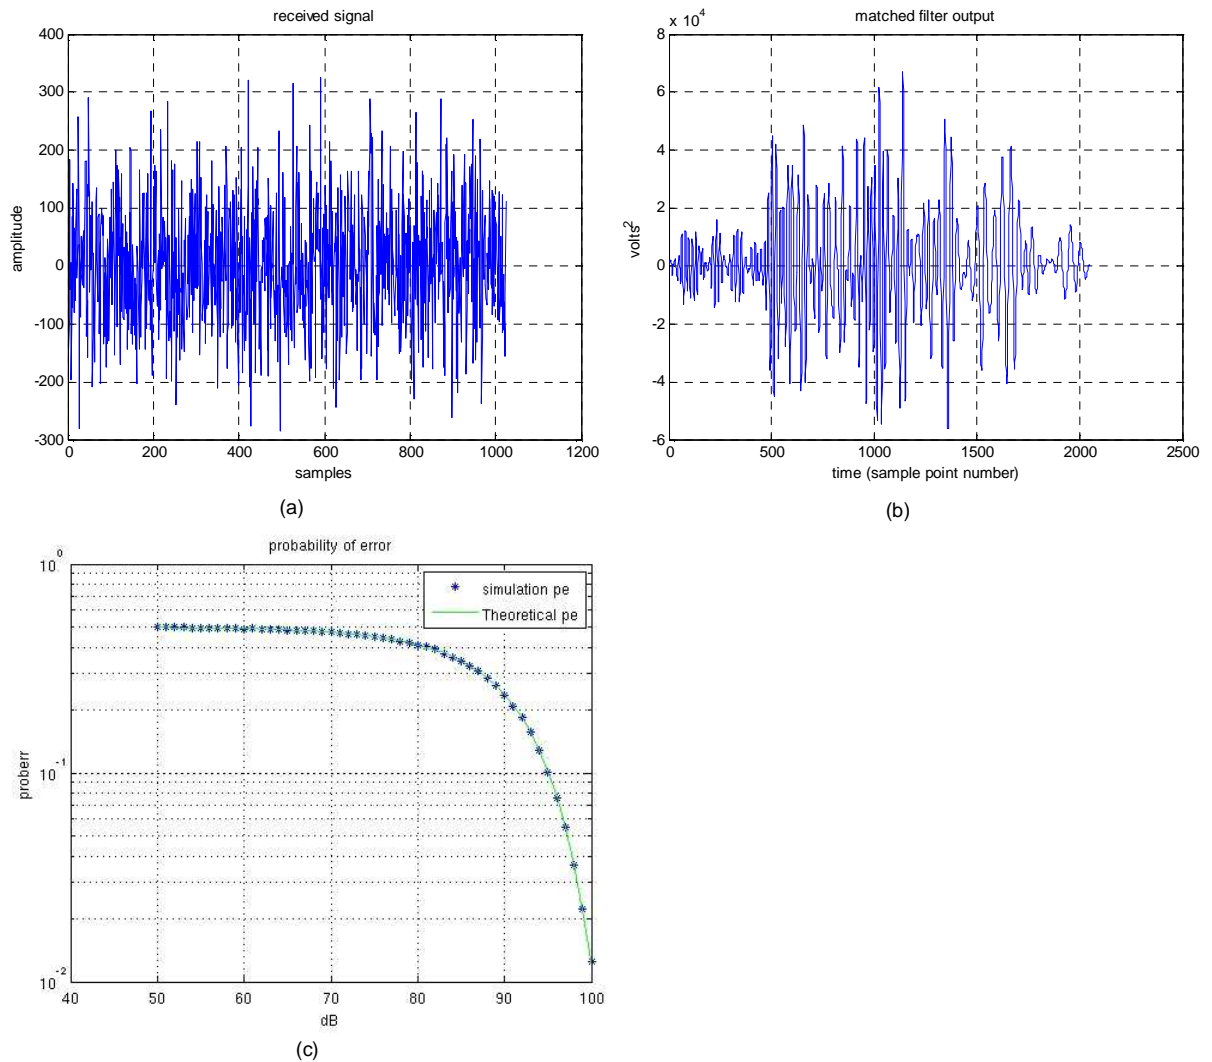 received signal
400
300
200
100
0
-100
-200
-300
amplitude
0
200
400
600
800
1000
1200
samples
(a)
x 10^4
matched filter output
8
6
4
2
0
-2
-4
-6
volts^2
0
500
1000
1500
2000
2500
time (sample point number)
(b)
probability of error
10^0
10^-1
10^-2
proberr
simulation pe
Theoretical pe
40
50
60
70
80
90
100
dB
(c)